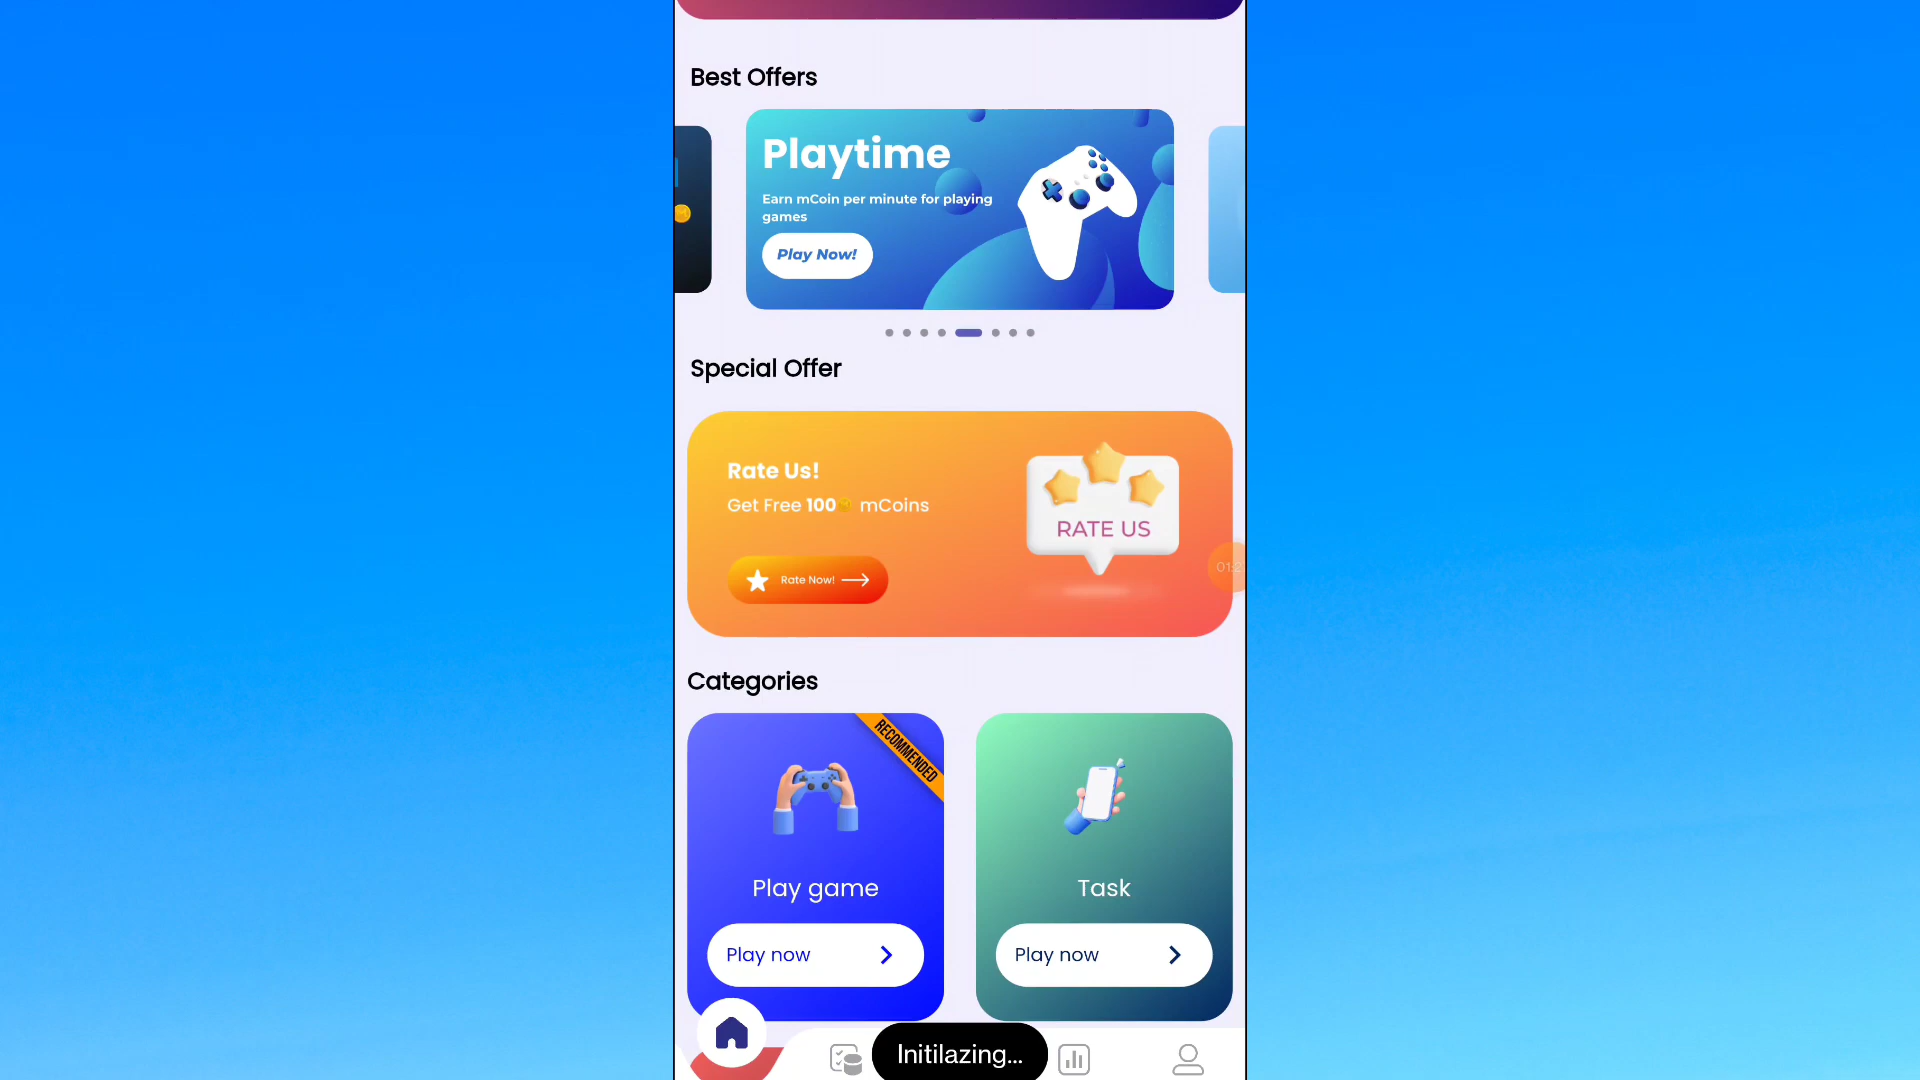 Best Offers
Playtime
Earn mCoin per minute for playing
games
Play Now!
Special Offer
Rate Us!
Get Free 100 mCoins
RATE US
Rate Now!
Categories
RECOMMENDED
Play game
Task
Play now
Play now
Initilazing...